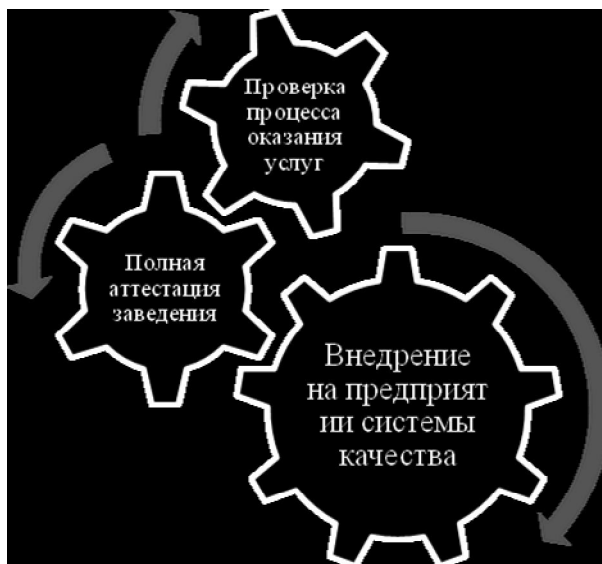 Проверка
процесса
оказания
услуг
Полная
аттестация
заведения
Внедрение
на предприят
ии системы
качества